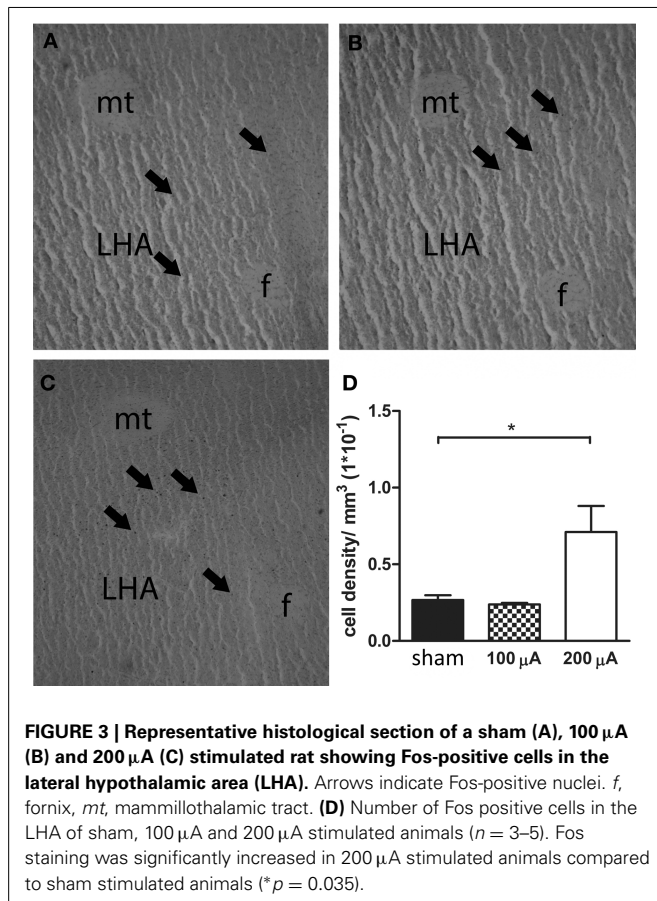 A
mt
LHA
f
B
mt
LHA
f
C
mt
LHA
f
D
1.5
1.0
0.5
0.0
cell density/ mm³ (1*10⁻¹)
*
sham 100 µA 200 µA
FIGURE 3 | Representative histological section of a sham (A), 100 µA
(B) and 200 µA (C) stimulated rat showing Fos-positive cells in the
lateral hypothalamic area (LHA). Arrows indicate Fos-positive nuclei. f,
fornix, mt, mammillothalamic tract. (D) Number of Fos positive cells in the
LHA of sham, 100 µA and 200 µA stimulated animals (n = 3–5). Fos
staining was significantly increased in 200 µA stimulated animals compared
to sham stimulated animals (*p = 0.035).